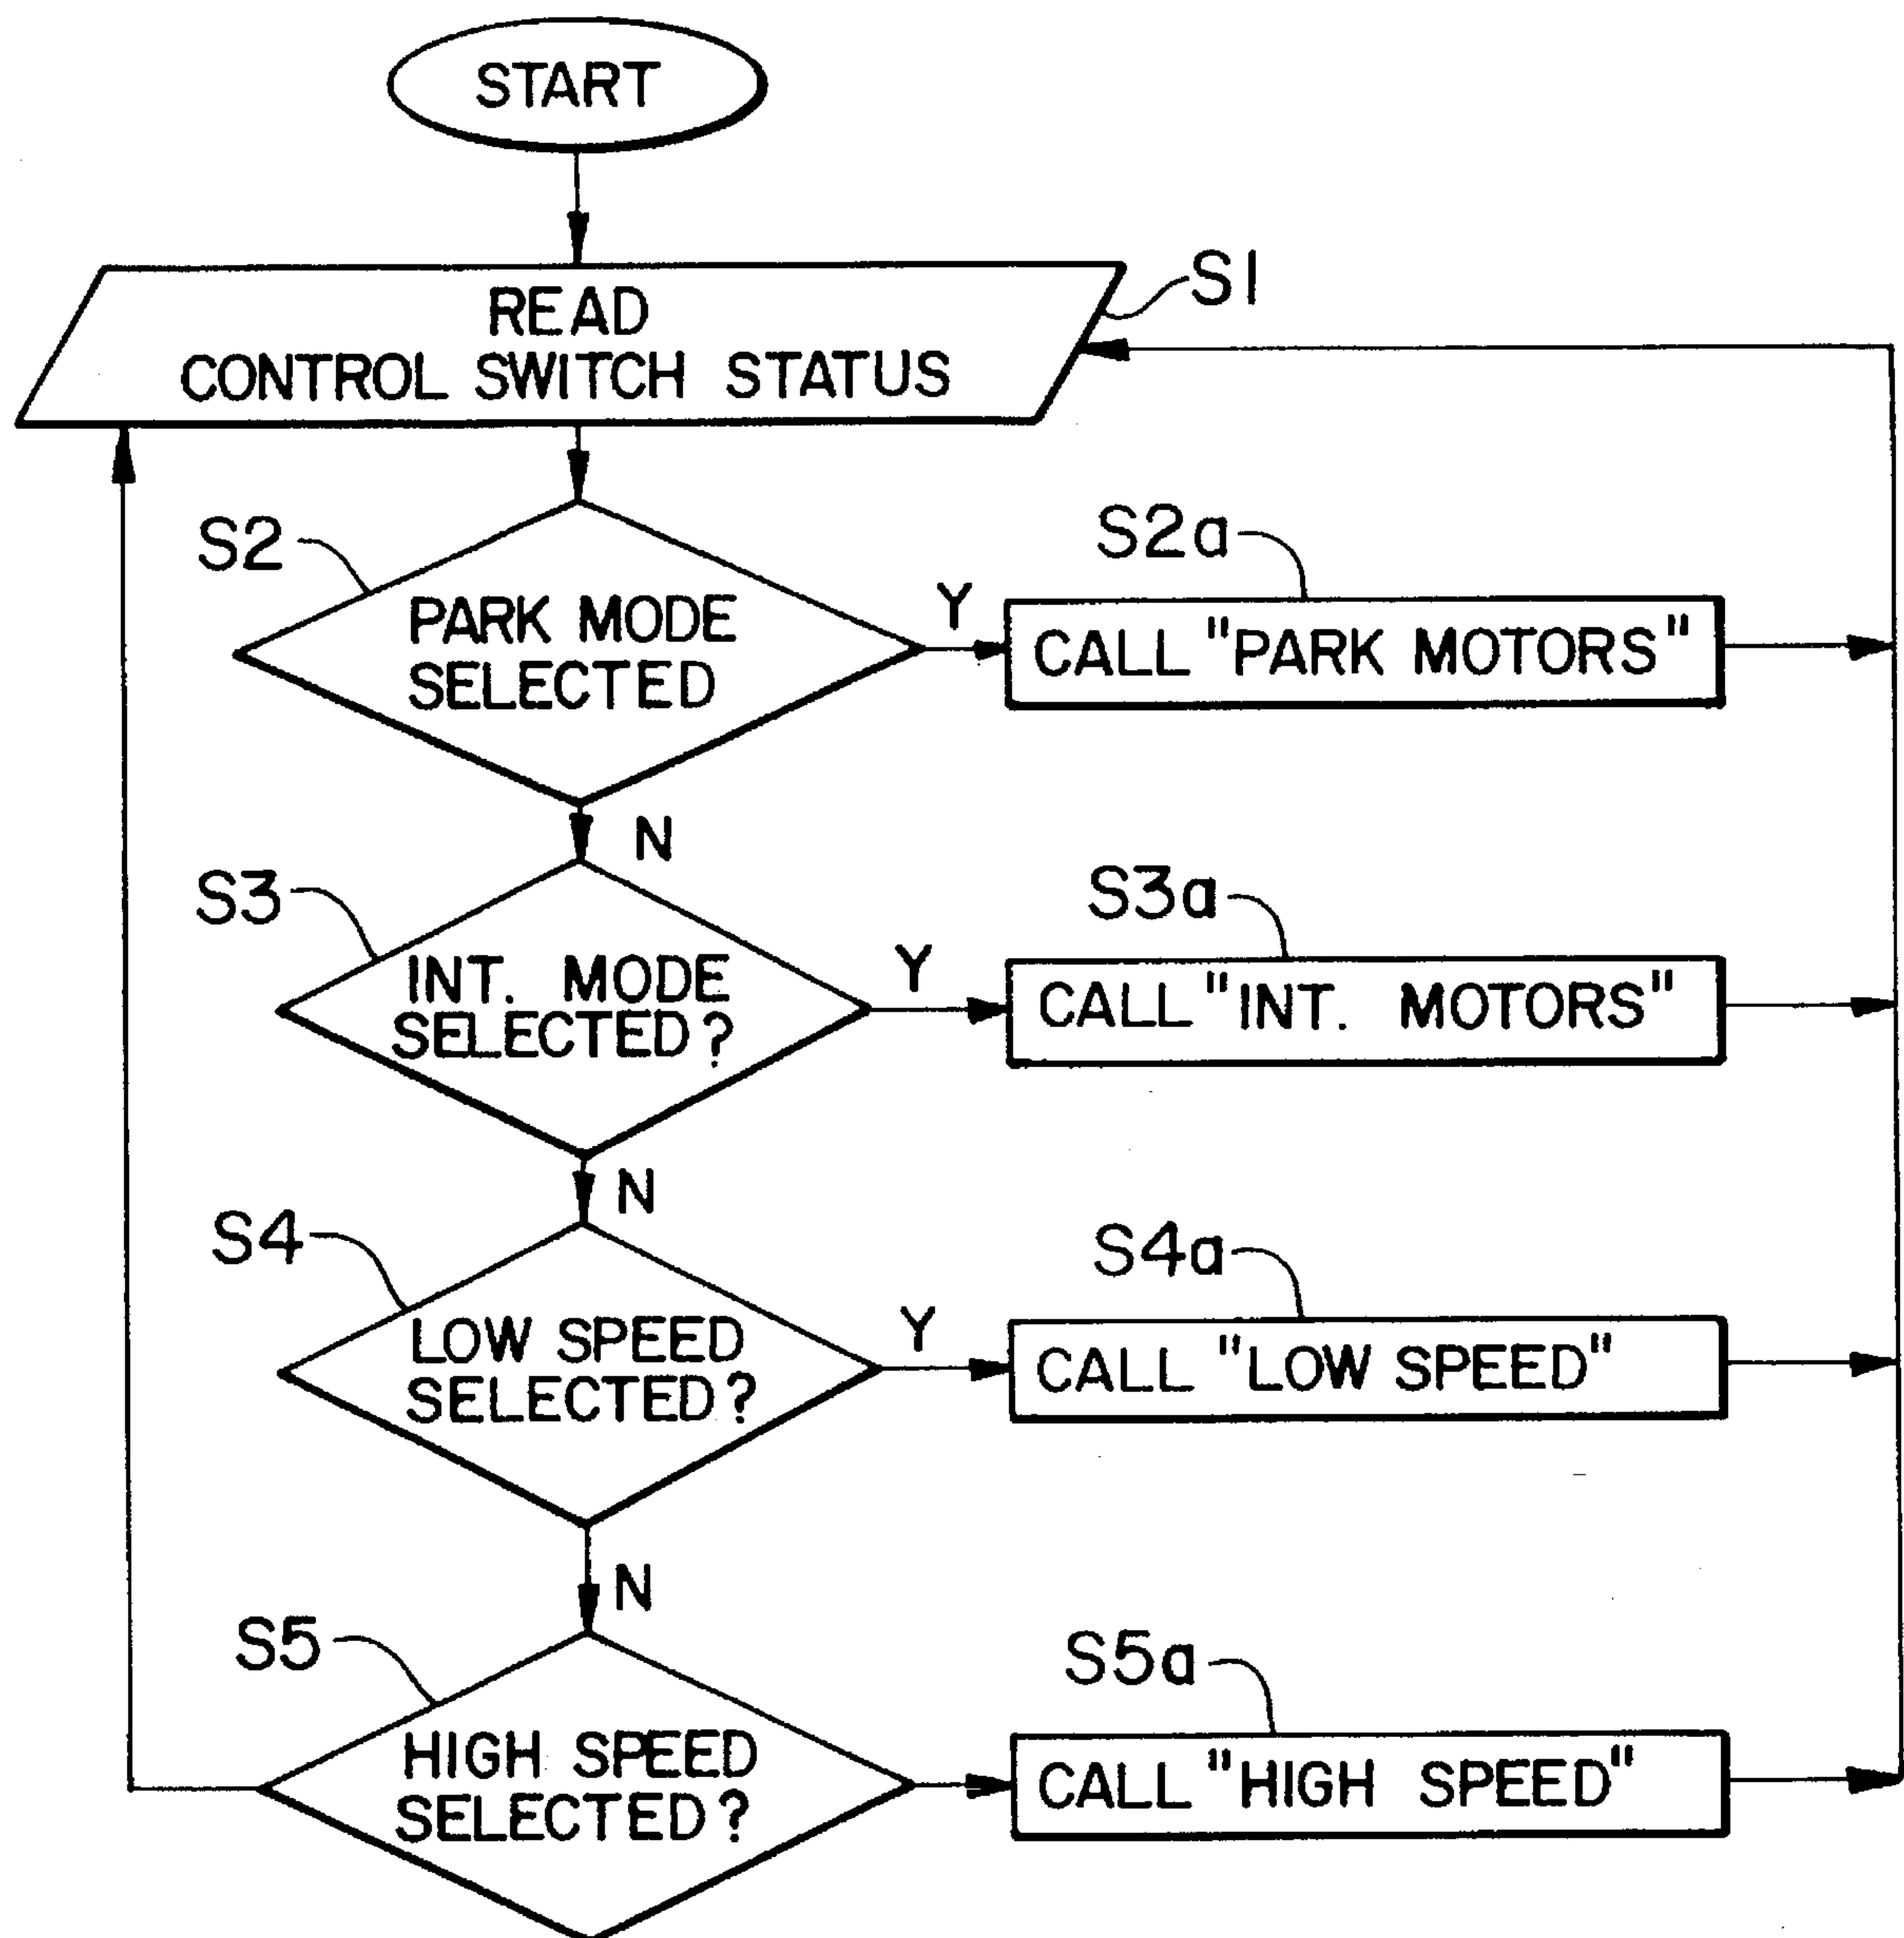 START
S1
READ
CONTROL SWITCH STATUS
S2
PARK MODE
SELECTED
Y
S2a
CALL "PARK MOTORS"
N
S3
INT. MODE
SELECTED?
Y
S3a
CALL "INT. MOTORS"
N
S4
LOW SPEED
SELECTED?
Y
S4a
CALL "LOW SPEED"
N
S5
HIGH SPEED
SELECTED?
S5a
CALL "HIGH SPEED"